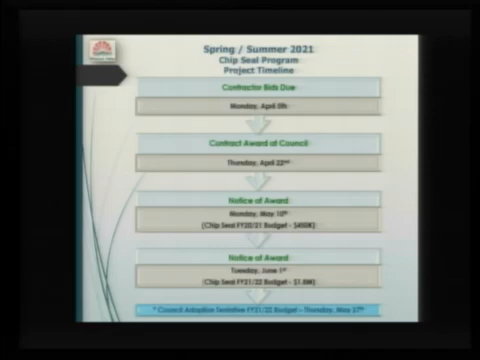 Spring / Summer 2021
Chip Seal Program
Project Timeline
Contractor Bids Due
Monday, April 5th
Contract Award at Council
Thursday, April 22nd
Notice of Award
Monday, May 10th
(Chip Seal FY20/21 Budget - $450K)
Notice of Award
Tuesday, June 1st
(Chip Seal FY21/22 Budget - $1.8M)
* Council Adoption Tentative FY21/22 Budget - Thursday, May 27th